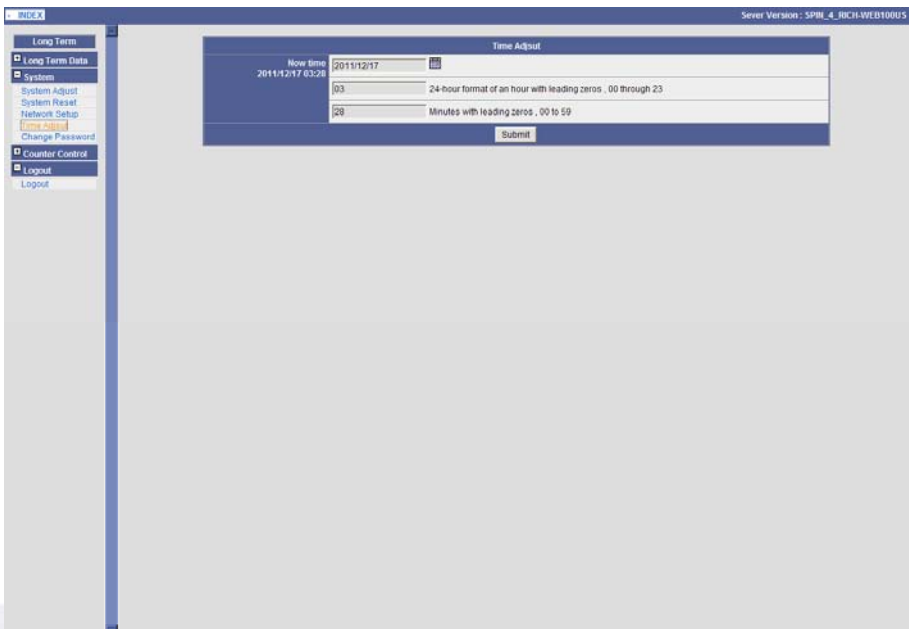 INDEX
Sever Version : SPIN_4_RICH-WEB100US
Long Term
Long Term Data
System
System Adjust
System Reset
Network Setup
Time Adjsut
Change Password
Counter Control
Logout
Logout
Time Adjsut
Now time
2011/12/17 03:28
2011/12/17
03
24-hour format of an hour with leading zeros , 00 through 23
28
Minutes with leading zeros , 00 to 59
Submit